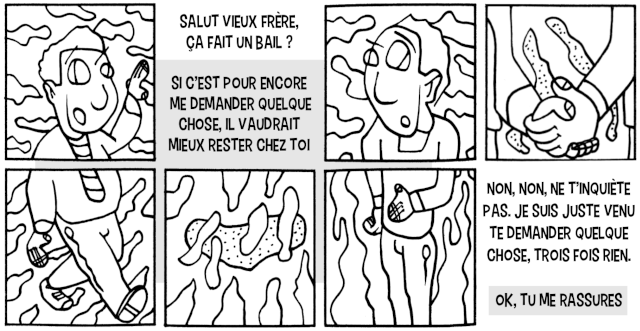 SALUT VIEUX FRÈRE,
ÇA FAIT UN BAIL ?
SI C'EST POUR ENCORE
ME DEMANDER QUELQUE
CHOSE, IL VAUDRAIT
MIEUX RESTER CHEZ TOI
NON, NON, NE T'INQUIÈTE
PAS. JE SUIS JUSTE VENU
TE DEMANDER QUELQUE
CHOSE, TROIS FOIS RIEN.
OK, TU ME RASSURES